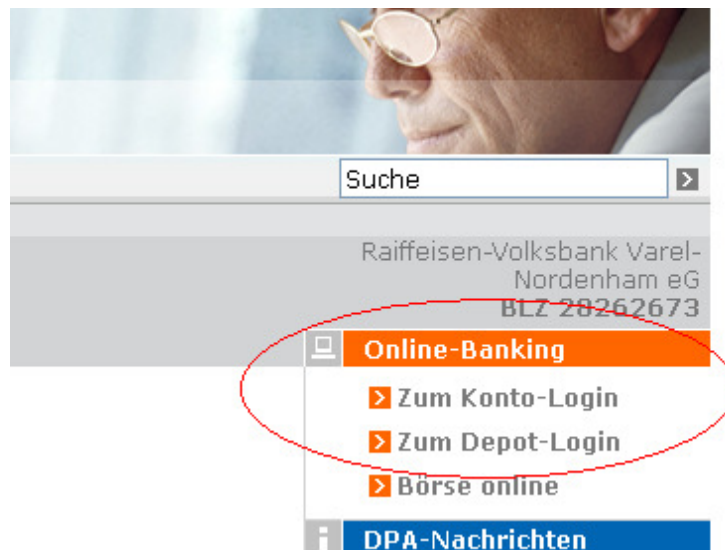 Suche
Raiffeisen-Volksbank Varel-
Nordenham eG
BLZ 28262673
Online-Banking
Zum Konto-Login
Zum Depot-Login
Börse online
DPA-Nachrichten